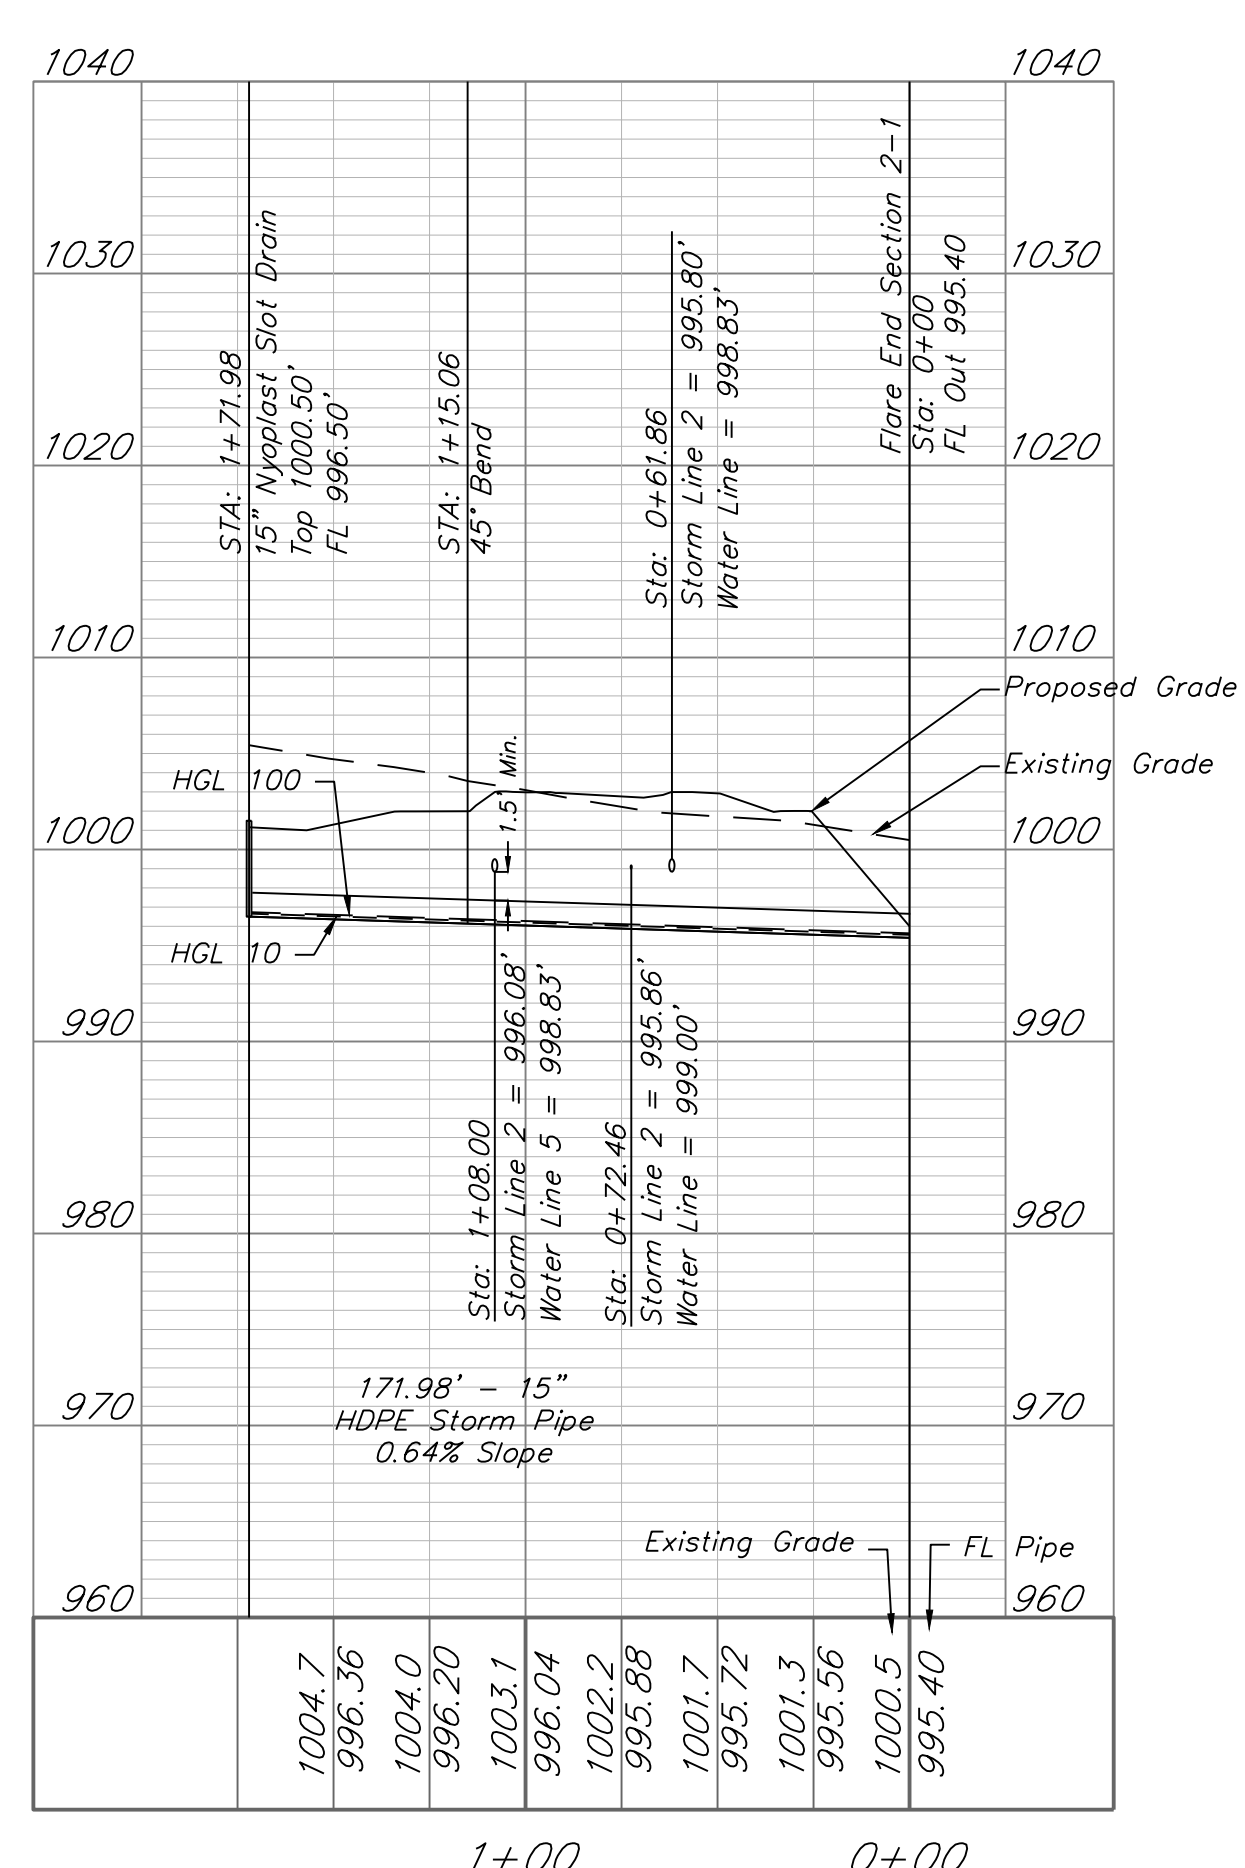 1040
1040
1030
1030
1020
1020
1010
1010
1000
1000
990
990
980
980
970
970
960
960
STA: 1+71.98
15" Nyoplast Slot Drain
Top 1000.50'
FL 996.50'
STA: 1+15.06
45° Bend
Sta: 0+61.86
Storm Line 2 = 995.80'
Water Line = 998.83'
Flare End Section 2-1
Sta: 0+00
FL Out 995.40
Proposed Grade
Existing Grade
HGL 100
1.5' Min.
HGL 10
Sta: 1+08.00
Storm Line 2 = 996.08'
Water Line 5 = 998.83'
Sta: 0+72.46
Storm Line 2 = 995.86'
Water Line = 999.00'
171.98' - 15"
HDPE Storm Pipe
0.64% Slope
Existing Grade
FL Pipe
1004.7
996.36
1004.0
996.20
1003.1
996.04
1002.2
995.88
1001.7
995.72
1001.3
995.56
1000.5
995.40
1+00
0+00